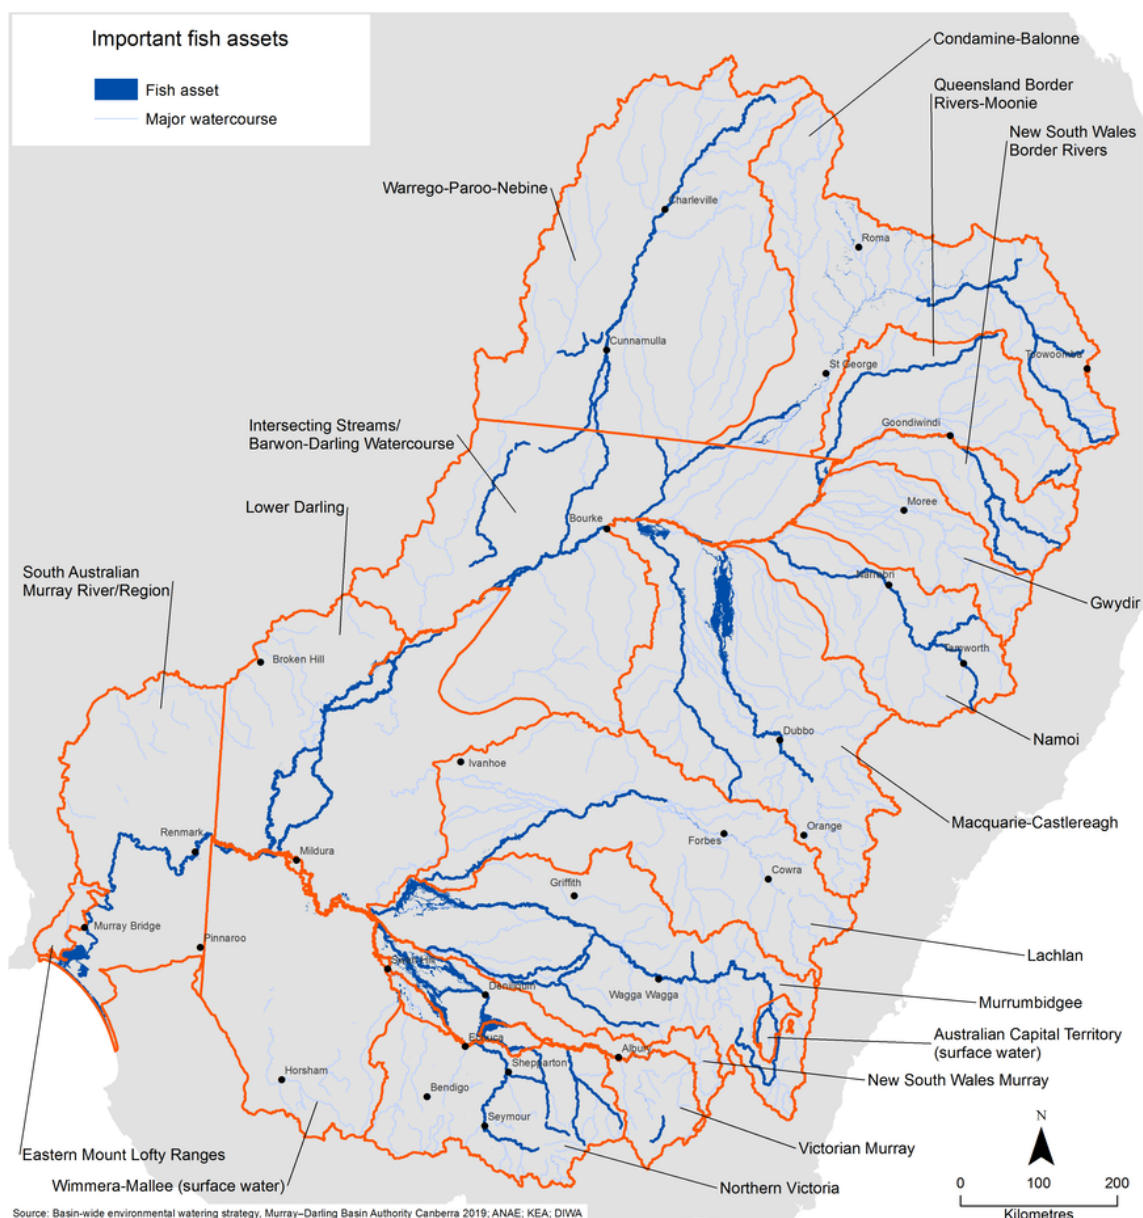 Important fish assets
Fish asset
Major watercourse
Condamine-Balonne
Queensland Border
Rivers-Moonie
New South Wales
Border Rivers
Warrego-Paroo-Nebine
Charleville
Roma
Cunnamulla
Toowoomba
St George
Intersecting Streams/
Barwon-Darling Watercourse
Goondiwindi
Lower Darling
Moree
Bourke
South Australian
Murray River/Region
Narrabri
Gwydir
Broken Hill
Tamworth
Dubbo
Namoi
Ivanhoe
Macquarie-Castlereagh
Renmark
Mildura
Forbes
Orange
Cowra
Griffith
Murray Bridge
Pinnaroo
Lachlan
Swan Hill
Deniliquin
Wagga Wagga
Murrumbidgee
Australian Capital Territory
(surface water)
Echuca
Albury
Shepparton
New South Wales Murray
Horsham
Bendigo
Seymour
N
Victorian Murray
Eastern Mount Lofty Ranges
Wimmera-Mallee (surface water)
Northern Victoria
0 100 200
Kilometres
Source: Basin-wide environmental watering strategy, Murray–Darling Basin Authority Canberra 2019; ANAE; KEA; DIWA